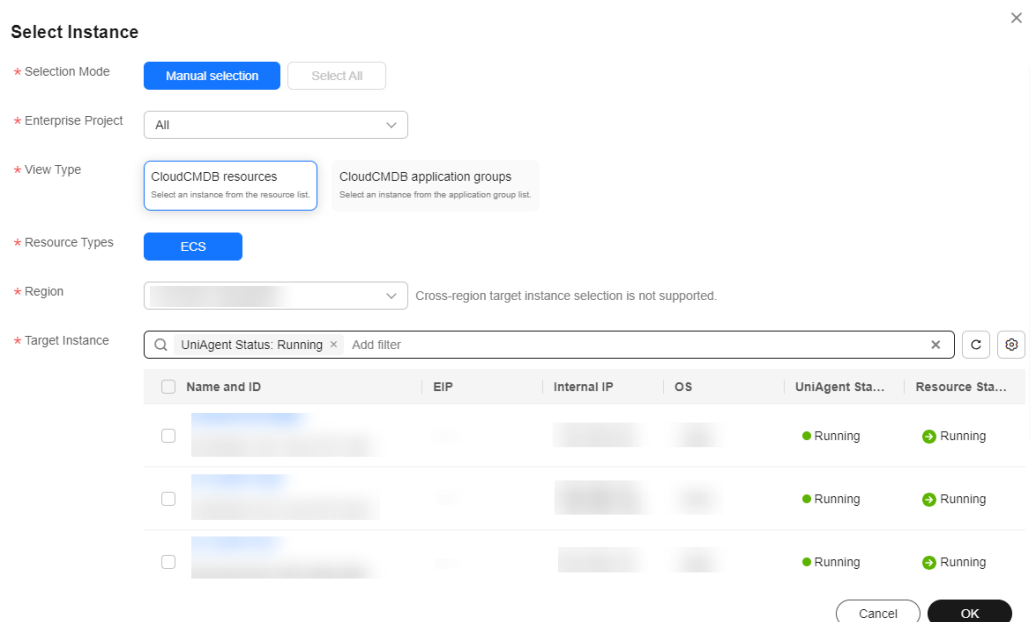 Select Instance
* Selection Mode
Manual selection
Select All
* Enterprise Project
All
* View Type
CloudCMDB resources
Select an instance from the resource list.
CloudCMDB application groups
Select an instance from the application group list.
* Resource Types
ECS
* Region
Cross-region target instance selection is not supported.
* Target Instance
UniAgent Status: Running × Add filter
Name and ID EIP Internal IP OS UniAgent Sta... Resource Sta...
Running Running
Running Running
Running Running
Cancel OK